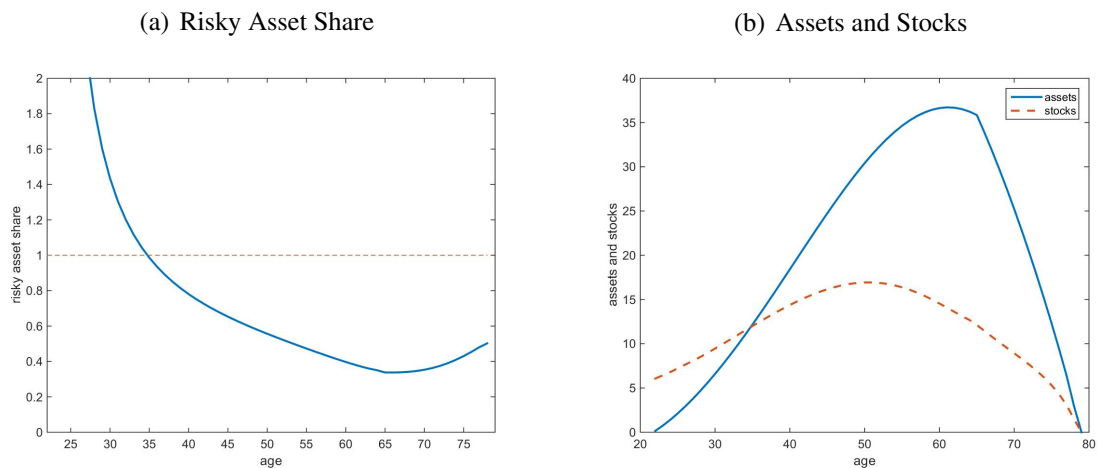 (a) Risky Asset Share
2
1.8
1.6
1.4
1.2
1
0.8
0.6
0.4
0.2
0
risky asset share
25 30 35 40 45 50 55 60 65 70 75
age
(b) Assets and Stocks
40
35
30
25
20
15
10
5
0
assets and stocks
assets
stocks
20 30 40 50 60 70 80
age